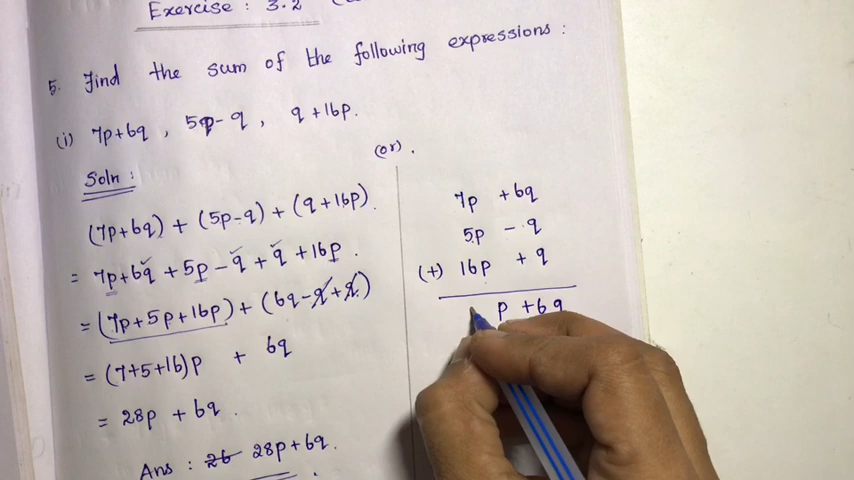 Exercise : 3.2
5. Find the sum of the following expressions :
(i) 7p+6q , 5p-q , q+16p.
Soln :
(7p+6q) + (5p-q) + (q+16p)
= 7p+6q+5p-q+q+16p.
= (7p+5p+16p) + (6q-q+q)
= (7+5+16)p + 6q
= 28p + 6q .
Ans : 26 28p+6q.
(or) .
7p + 6q
5p - q
(+) 16p + q
p + 6q